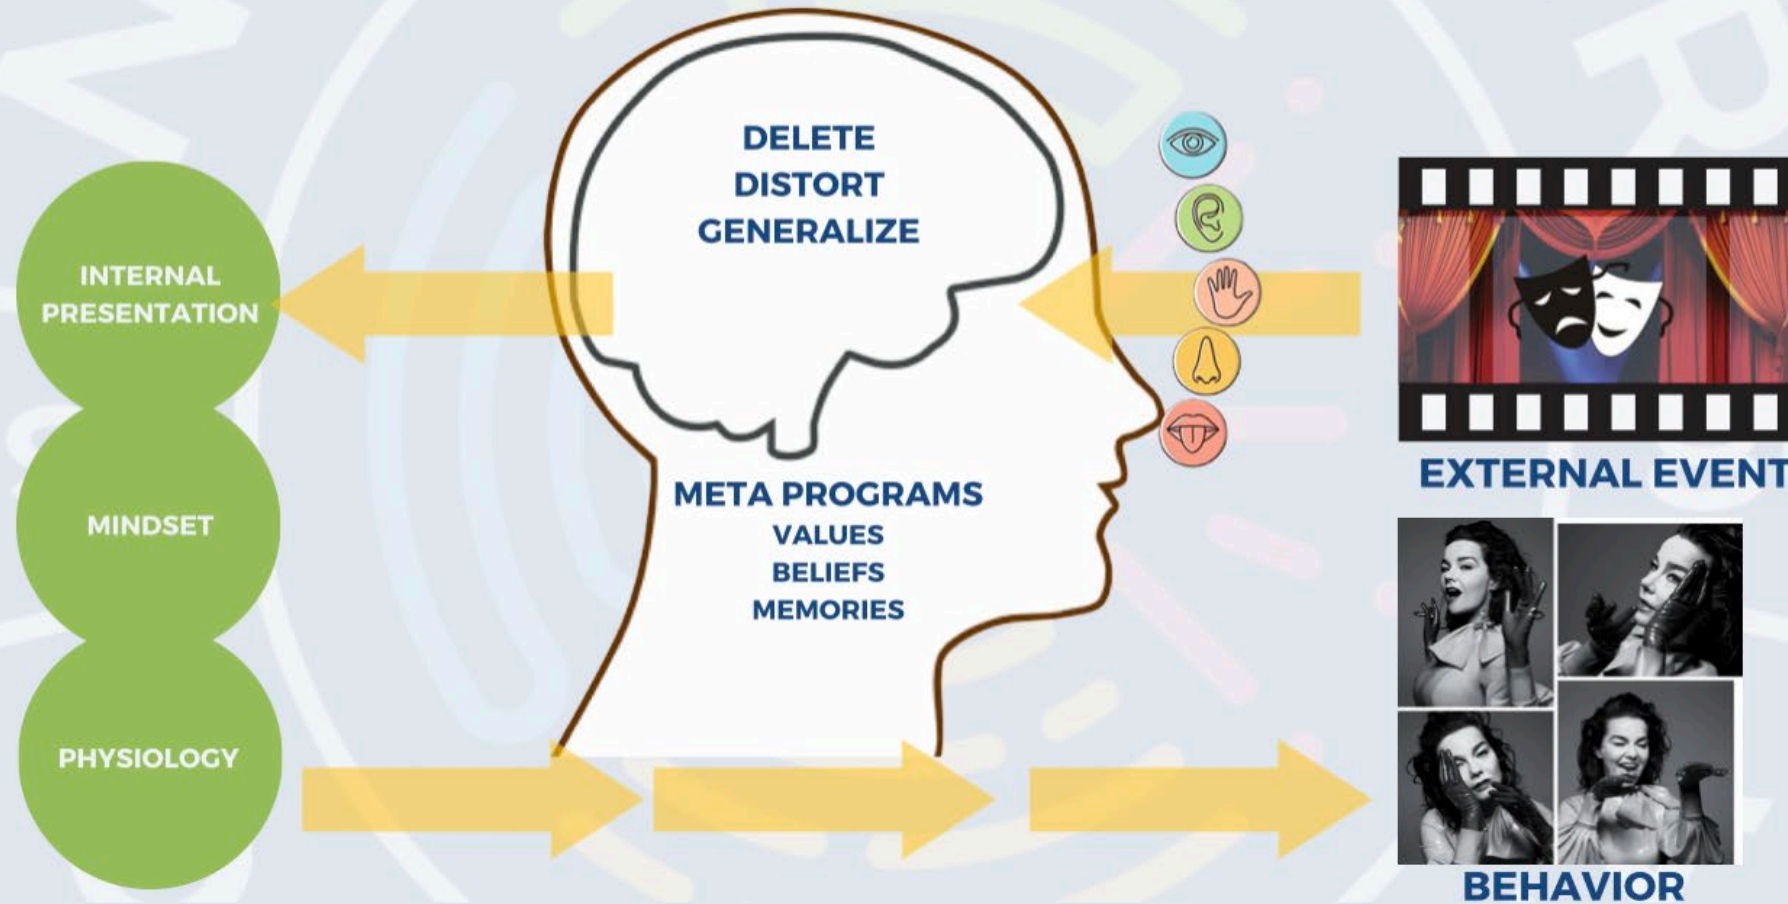 DELETE
DISTORT
GENERALIZE
INTERNAL
PRESENTATION
MINDSET
PHYSIOLOGY
META PROGRAMS
VALUES
BELIEFS
MEMORIES
EXTERNAL EVENT
BEHAVIOR